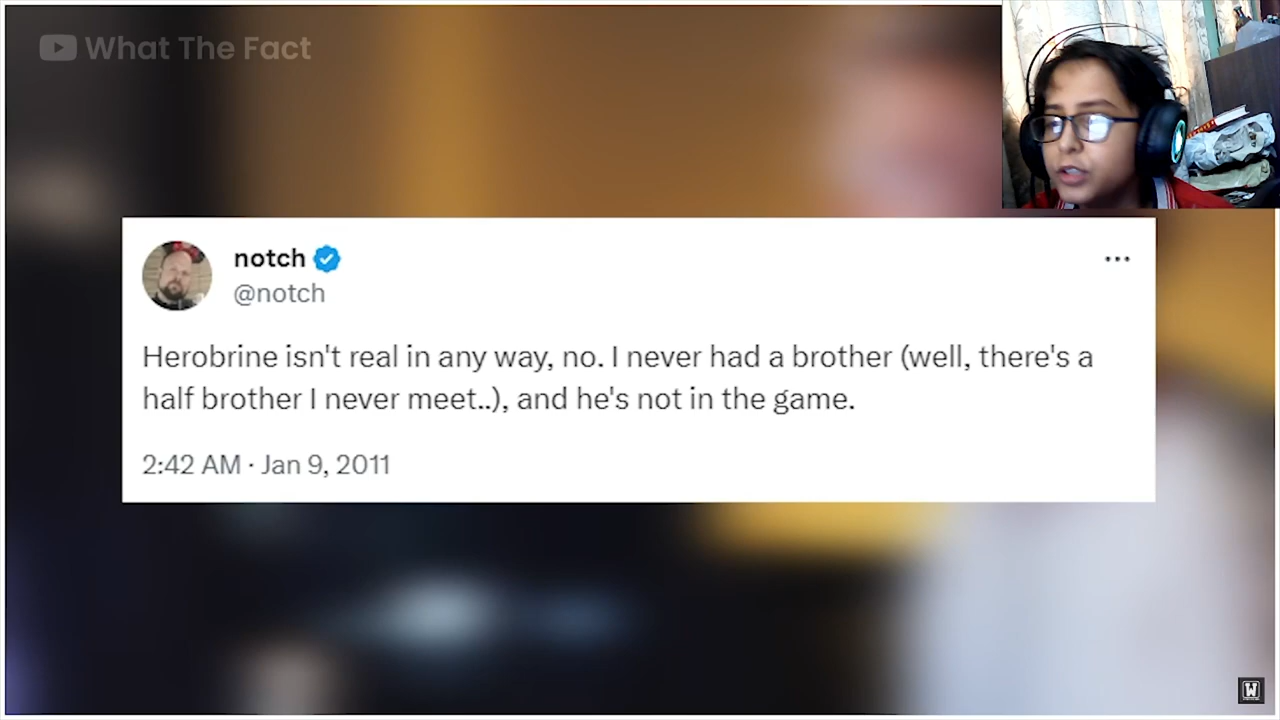 What The Fact
notch
@notch
Herobrine isn't real in any way, no. I never had a brother (well, there's a
half brother I never meet..), and he's not in the game.
2:42 AM · Jan 9, 2011
W